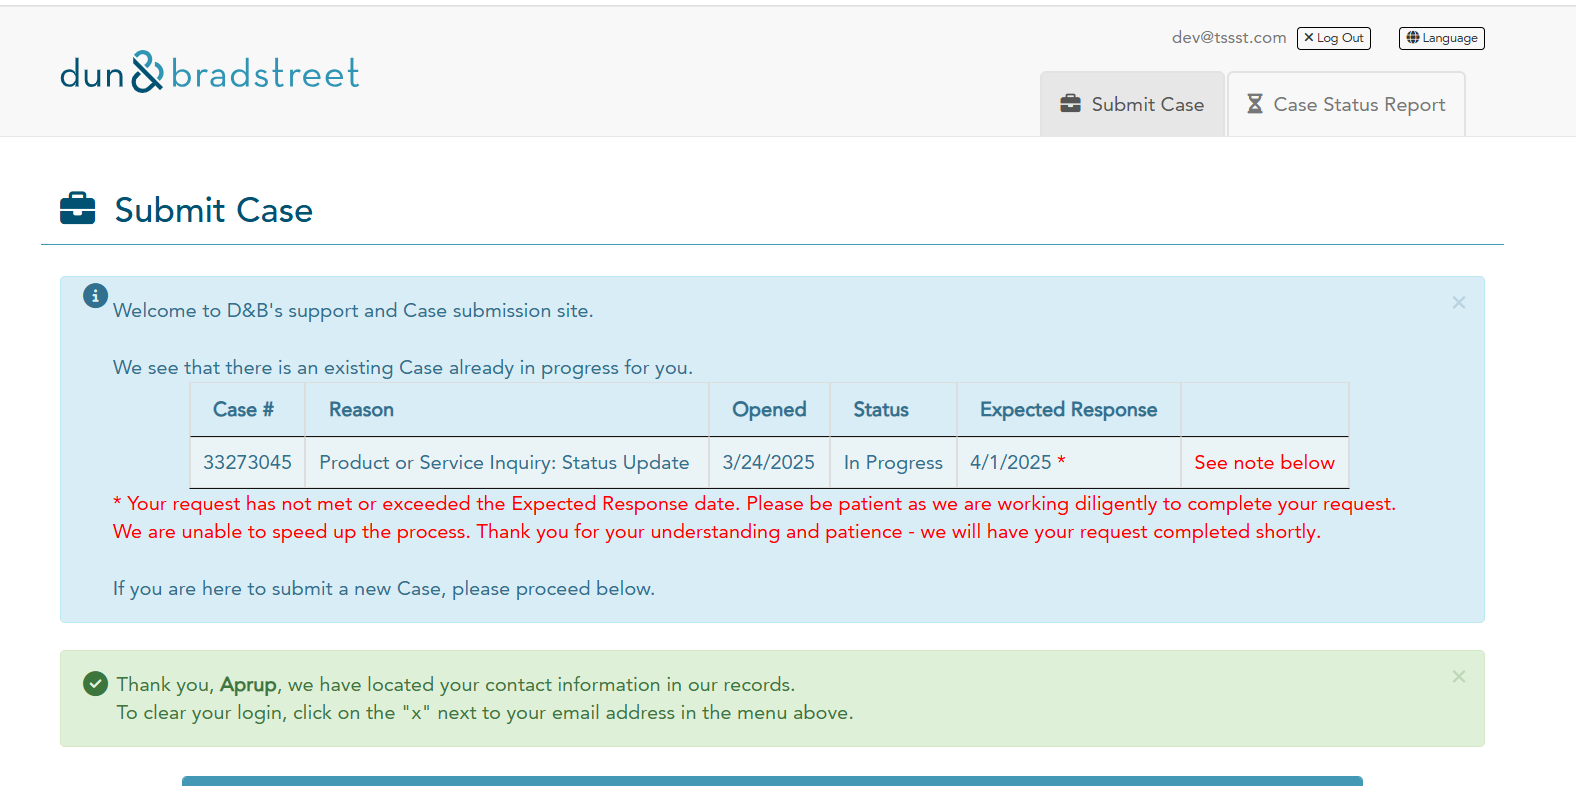 dev@tssst.com × Log Out Language
dun & bradstreet
Submit Case Case Status Report
Submit Case
Welcome to D&B's support and Case submission site.
We see that there is an existing Case already in progress for you.
Case # Reason Opened Status Expected Response
33273045 Product or Service Inquiry: Status Update 3/24/2025 In Progress 4/1/2025 * See note below
* Your request has not met or exceeded the Expected Response date. Please be patient as we are working diligently to complete your request.
We are unable to speed up the process. Thank you for your understanding and patience - we will have your request completed shortly.
If you are here to submit a new Case, please proceed below.
Thank you, Aprup, we have located your contact information in our records.
To clear your login, click on the "x" next to your email address in the menu above.